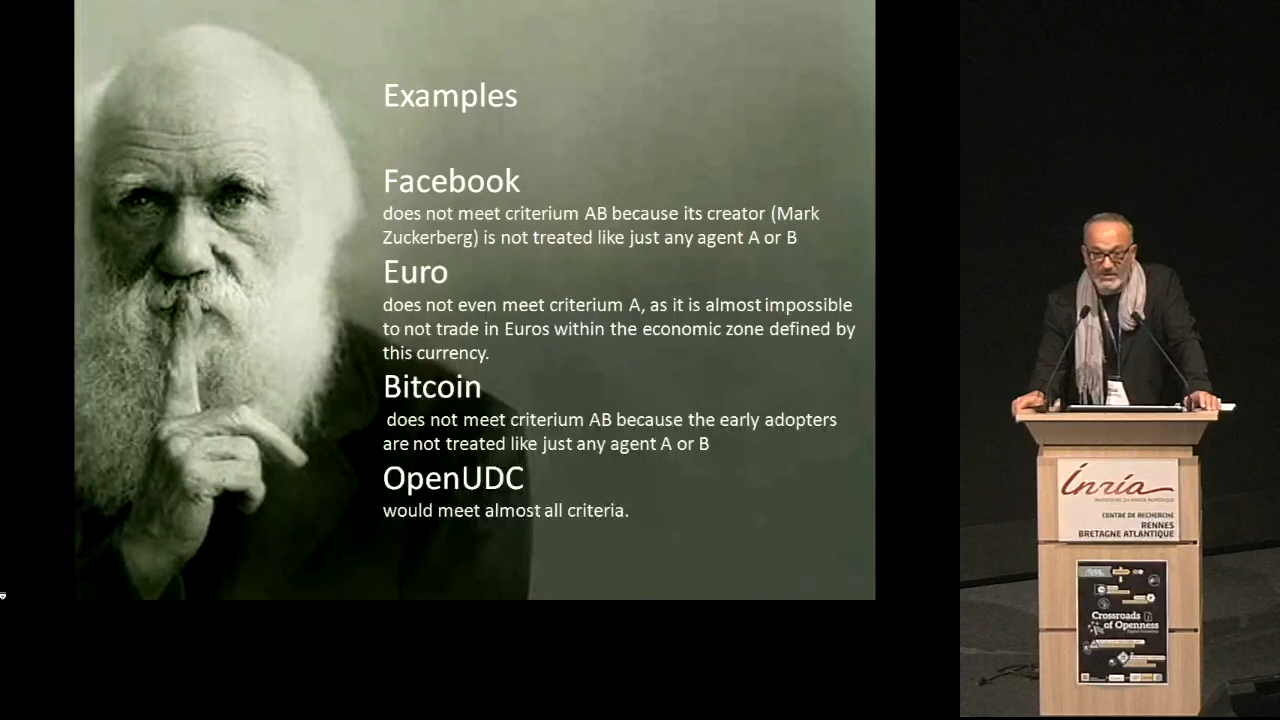 Examples
Facebook
does not meet criterium AB because its creator (Mark
Zuckerberg) is not treated like just any agent A or B
Euro
does not even meet criterium A, as it is almost impossible
to not trade in Euros within the economic zone defined by
this currency.
Bitcoin
does not meet criterium AB because the early adopters
are not treated like just any agent A or B
OpenUDC
would meet almost all criteria.
Inria
CENTRE DE RECHERCHE
RENNES
BRETAGNE ATLANTIQUE
Crossroads
of Openness